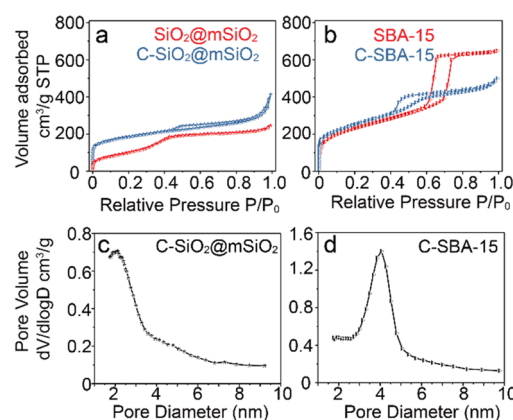 Volume adsorbed
cm³/g STP
800
600
400
200
0
a
SiO₂@mSiO₂
C-SiO₂@mSiO₂
0 0.2 0.4 0.6 0.8 1.0
Relative Pressure P/P₀
800
600
400
200
0
b
SBA-15
C-SBA-15
0 0.2 0.4 0.6 0.8 1.0
Relative Pressure P/P₀
Pore Volume
dV/dlogD cm³/g
0.8
0.6
0.4
0.2
0
c
C-SiO₂@mSiO₂
2 4 6 8 10
Pore Diameter (nm)
1.6
1.2
0.8
0.4
0
d
C-SBA-15
2 4 6 8 10
Pore Diameter (nm)